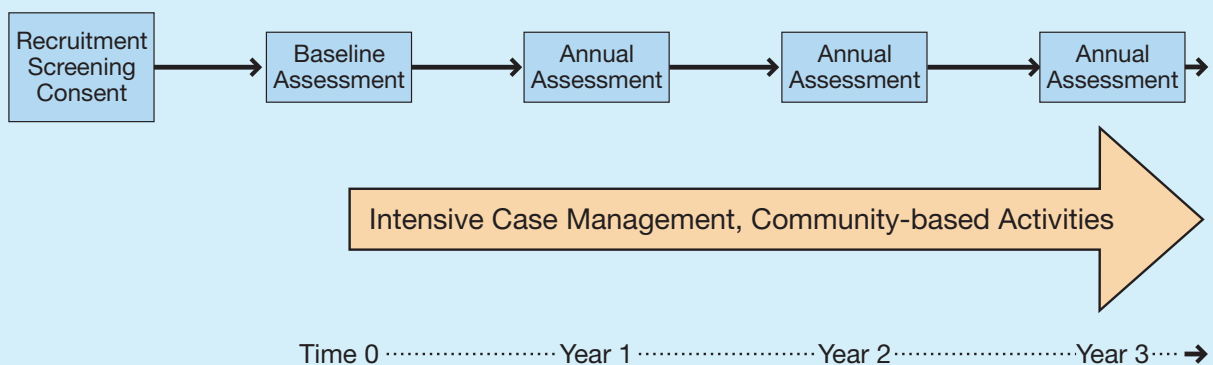 Recruitment
Screening
Consent
Baseline
Assessment
Annual
Assessment
Annual
Assessment
Annual
Assessment
Intensive Case Management, Community-based Activities
Time 0 Year 1 Year 2 Year 3